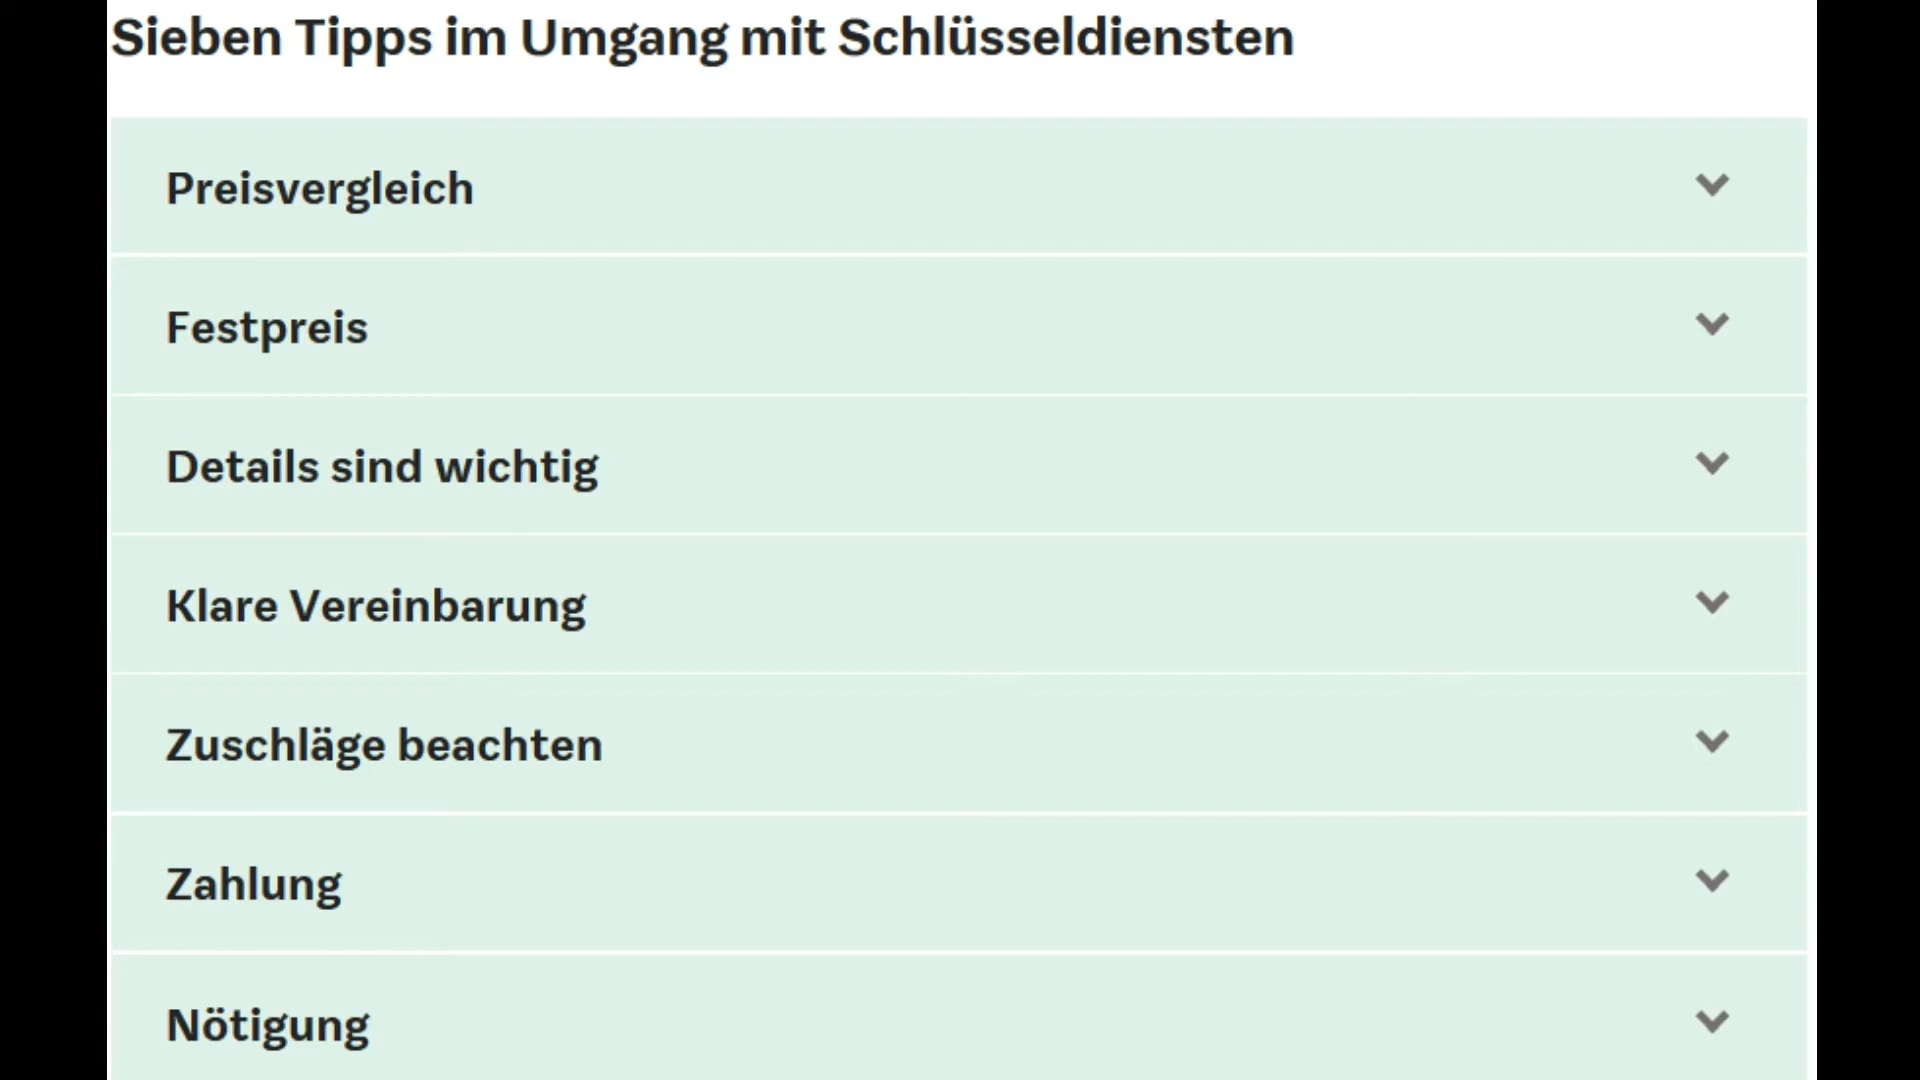 Sieben Tipps im Umgang mit Schlüsseldiensten
Preisvergleich
Festpreis
Details sind wichtig
Klare Vereinbarung
Zuschläge beachten
Zahlung
Nötigung